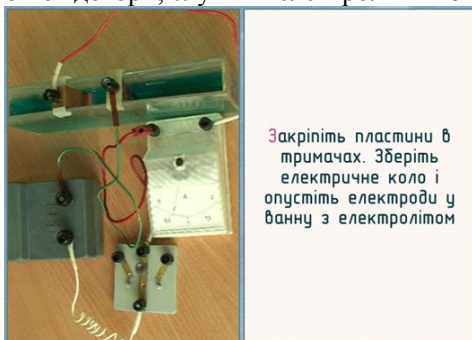 Закріпіть пластини в
тримачах. Зберіть
електричне коло і
опустіть електроди у
ванну з електролітом